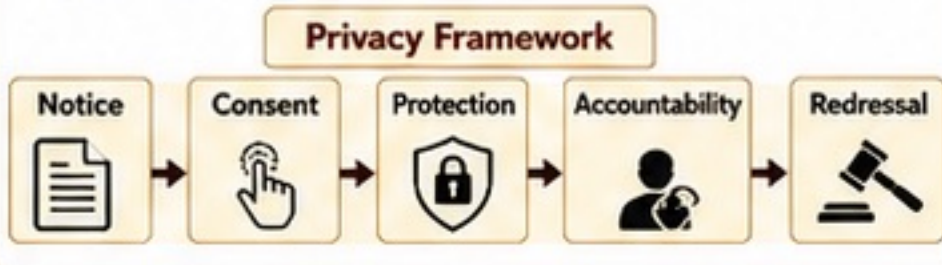 Privacy Framework
Notice
Consent
Protection
Accountability
Redressal